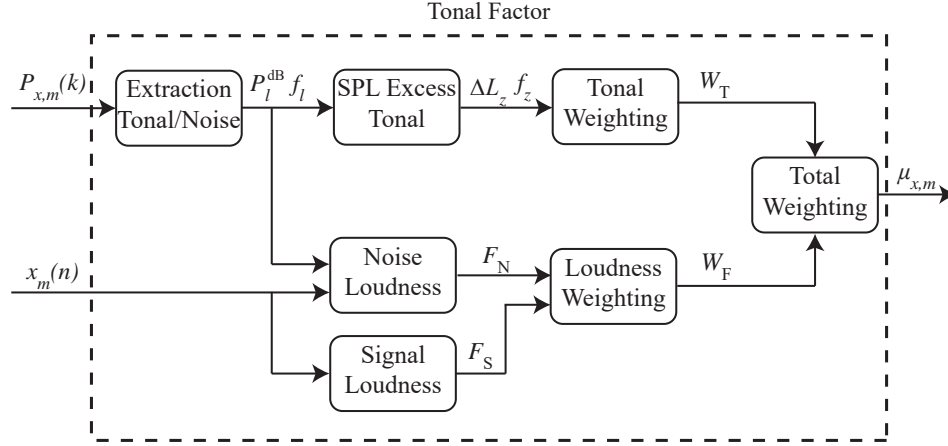 Tonal Factor
P_{x,m}(k)
Extraction
Tonal/Noise
P_l^{dB} f_l
SPL Excess
Tonal
ΔL_z f_z
Tonal
Weighting
W_T
Total
Weighting
μ_{x,m}
x_m(n)
Noise
Loudness
F_N
Loudness
Weighting
W_F
Signal
Loudness
F_S